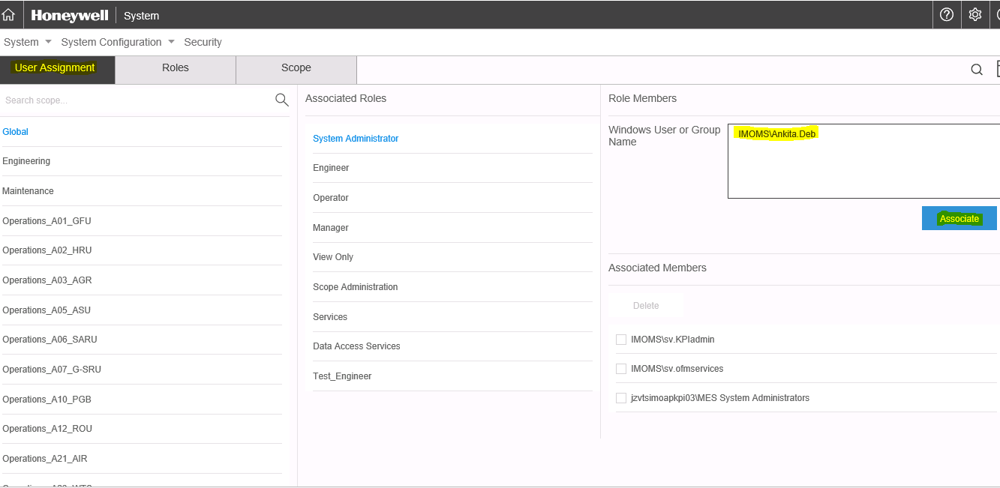 Honeywell System
System System Configuration Security
User Assignment Roles Scope
Search scope...
Global
Engineering
Maintenance
Operations_A01_GFU
Operations_A02_HRU
Operations_A03_AGR
Operations_A05_ASU
Operations_A06_SARU
Operations_A07_G-SRU
Operations_A10_PGB
Operations_A12_ROU
Operations_A21_AIR
Associated Roles
System Administrator
Engineer
Operator
Manager
View Only
Scope Administration
Services
Data Access Services
Test_Engineer
Role Members
Windows User or Group
Name
IMOMS\Ankita.Deb
Associate
Associated Members
Delete
IMOMS\sv.KPIadmin
IMOMS\sv.ofmservices
jzvtsimoapkpi03\MES System Administrators